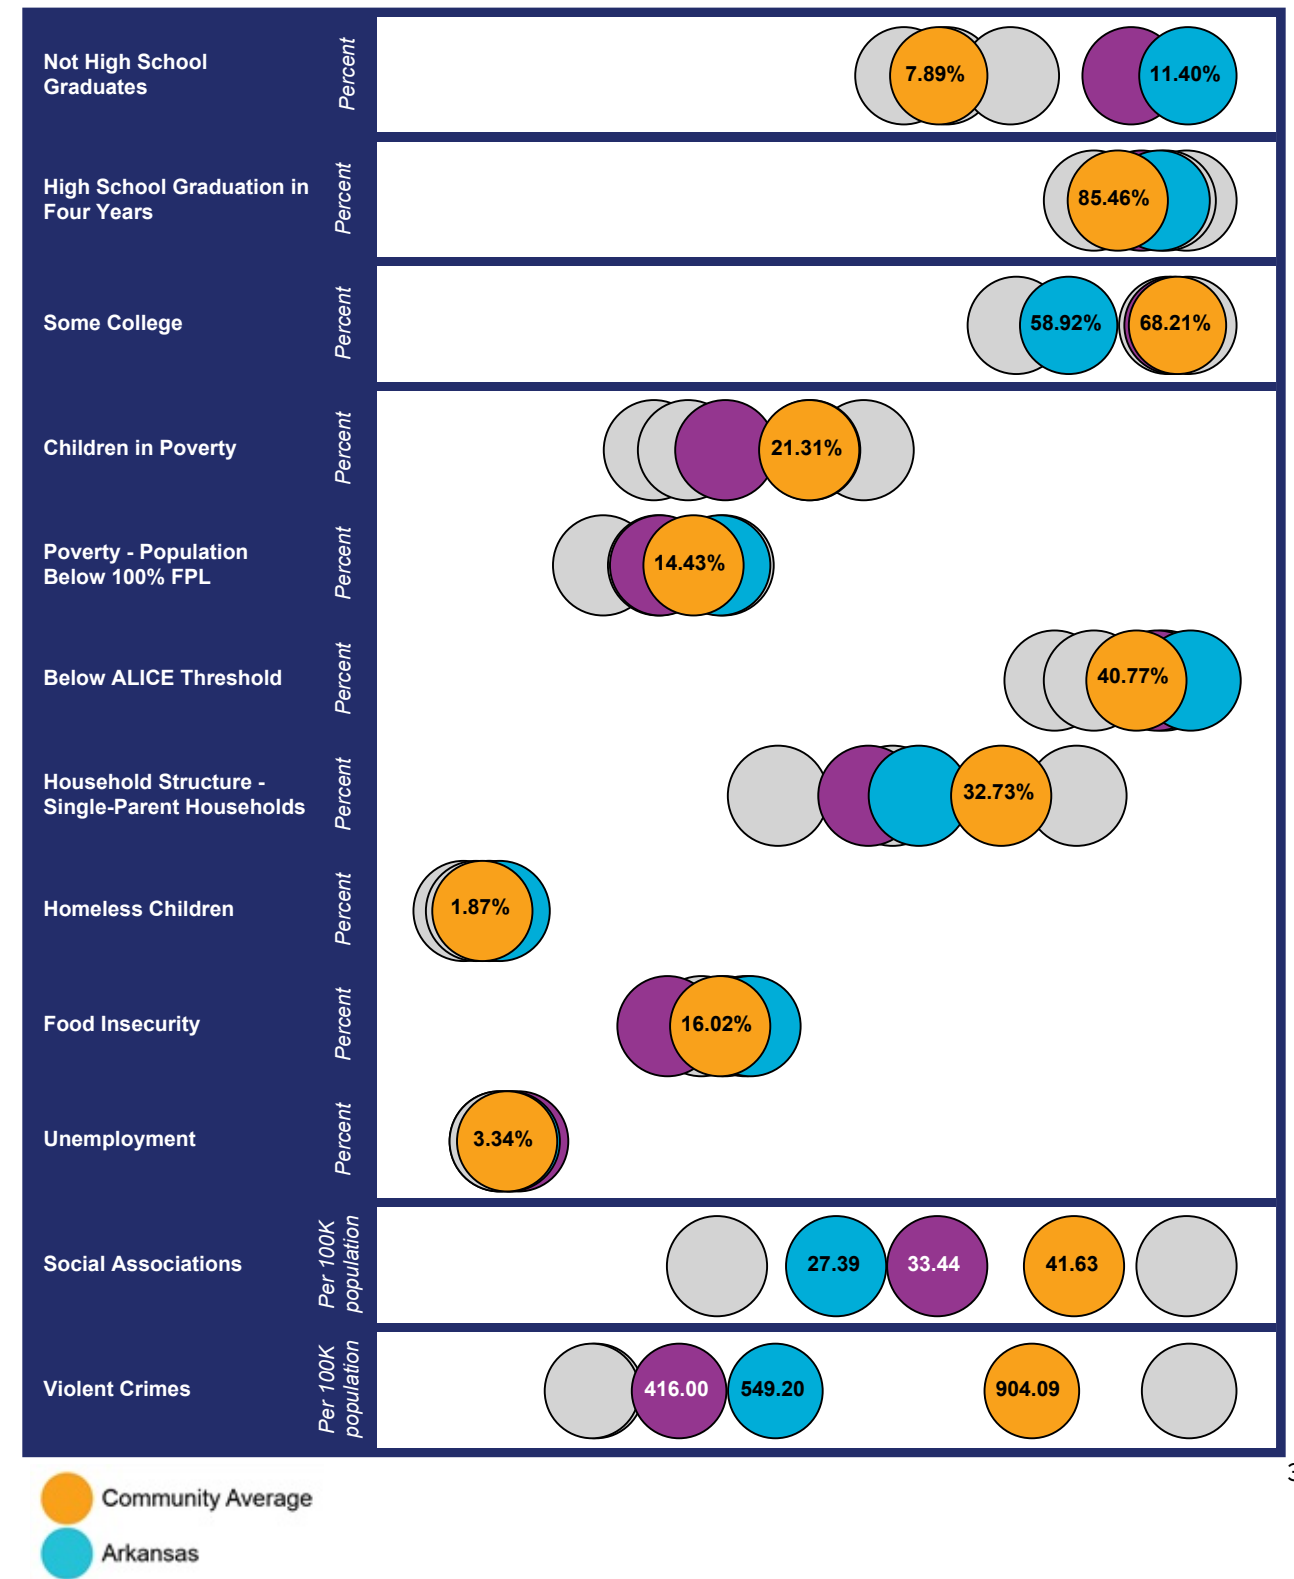 Not High School
Graduates
Percent
7.89%
11.40%
High School Graduation in
Four Years
Percent
85.46%
Some College
Percent
58.92%
68.21%
Children in Poverty
Percent
21.31%
Poverty - Population
Below 100% FPL
Percent
14.43%
Below ALICE Threshold
Percent
40.77%
Household Structure -
Single-Parent Households
Percent
32.73%
Homeless Children
Percent
1.87%
Food Insecurity
Percent
16.02%
Unemployment
Percent
3.34%
Social Associations
Per 100K
population
27.39
33.44
41.63
Violent Crimes
Per 100K
population
416.00
549.20
904.09
Community Average
Arkansas